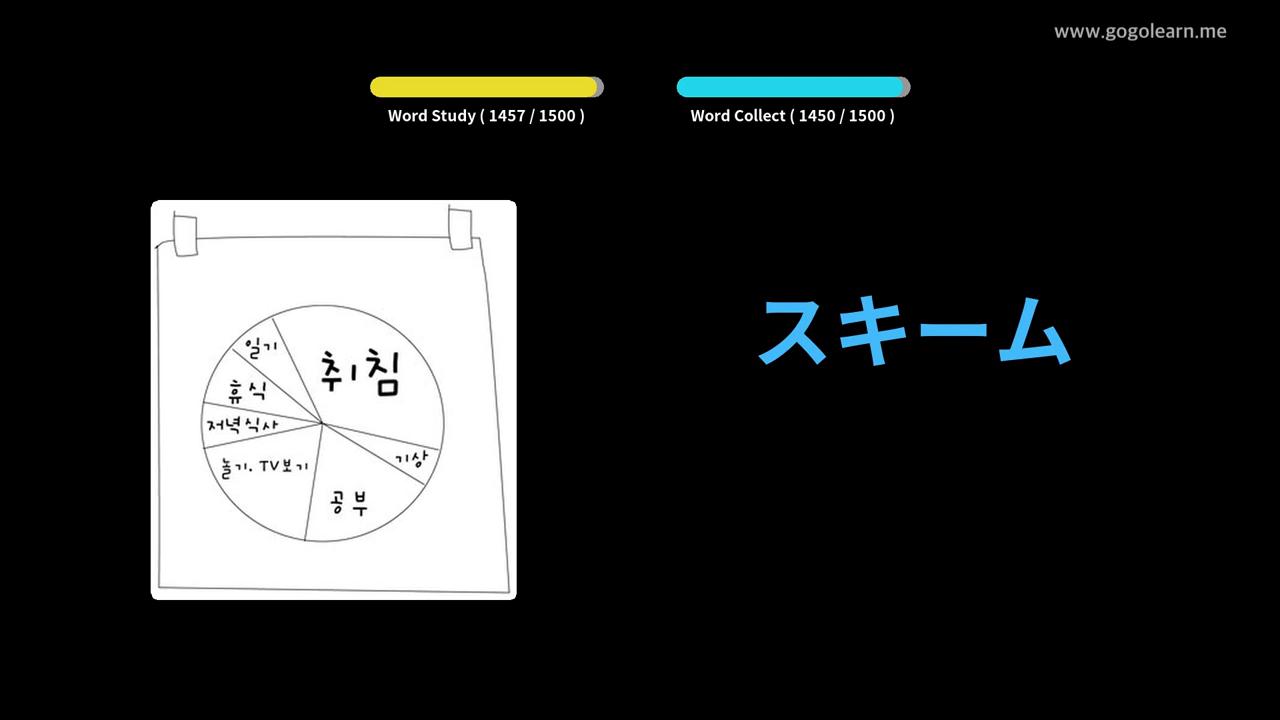 www.gogolearn.me
Word Study ( 1457 / 1500 )
Word Collect ( 1450 / 1500 )
일기
취침
휴식
저녁식사
놀기. TV보기
기상
공부
スキーム